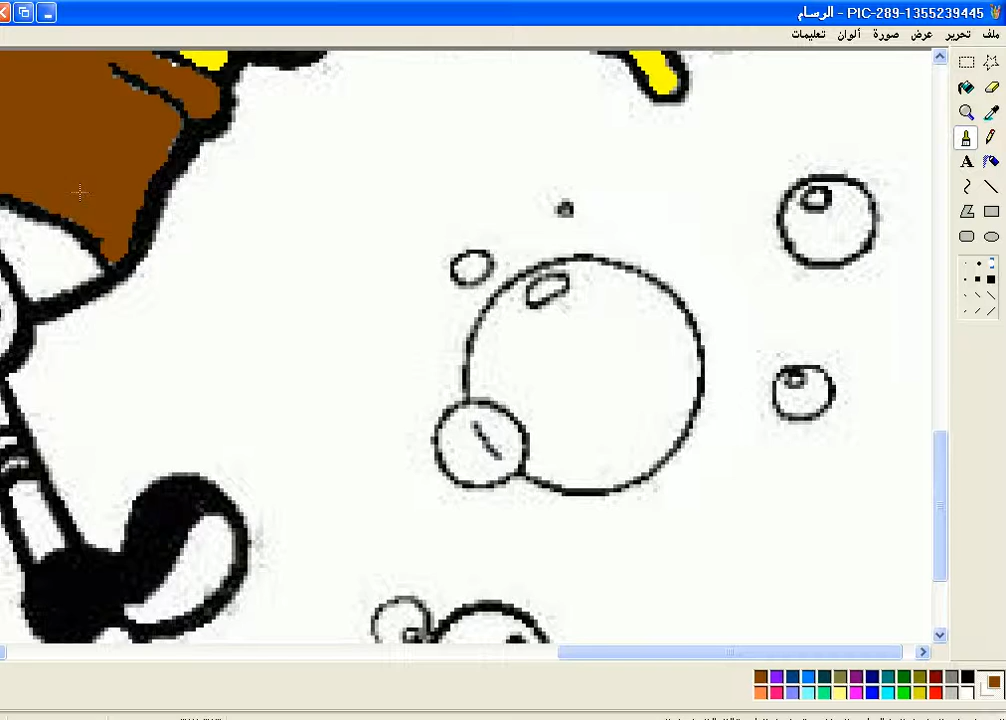 PIC-289-1355239445 - الرسام
ملف تحرير عرض صورة ألوان تعليمات
A